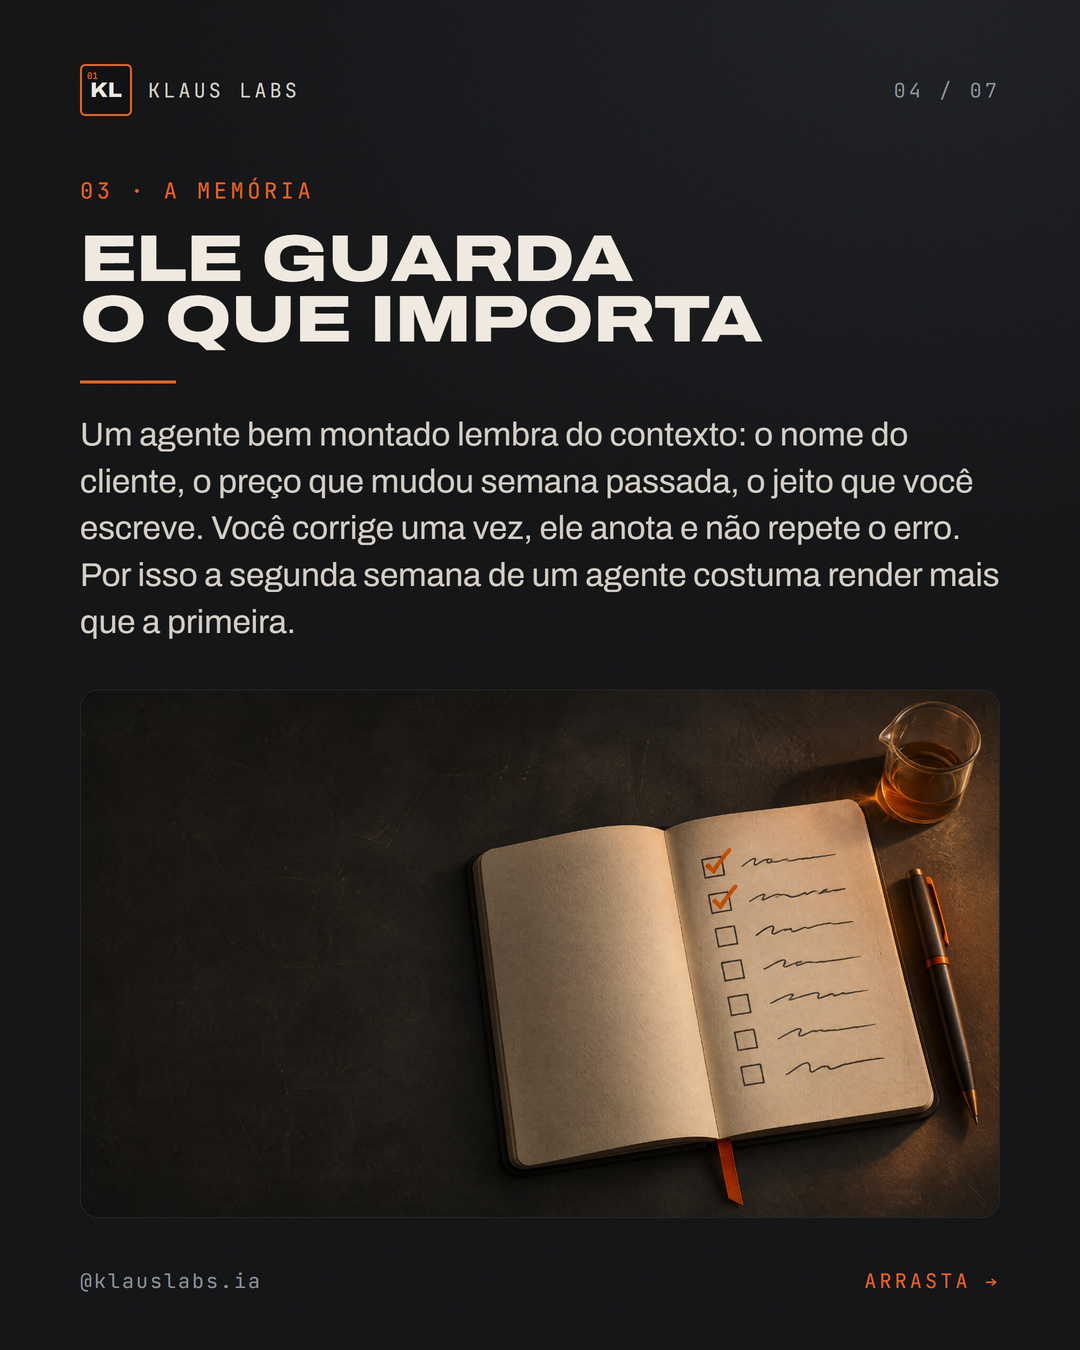 01
KL
KLAUS LABS
04 / 07
03 · A MEMÓRIA
ELE GUARDA
O QUE IMPORTA
Um agente bem montado lembra do contexto: o nome do
cliente, o preço que mudou semana passada, o jeito que você
escreve. Você corrige uma vez, ele anota e não repete o erro.
Por isso a segunda semana de um agente costuma render mais
que a primeira.
@klauslabs.ia
ARRASTA →